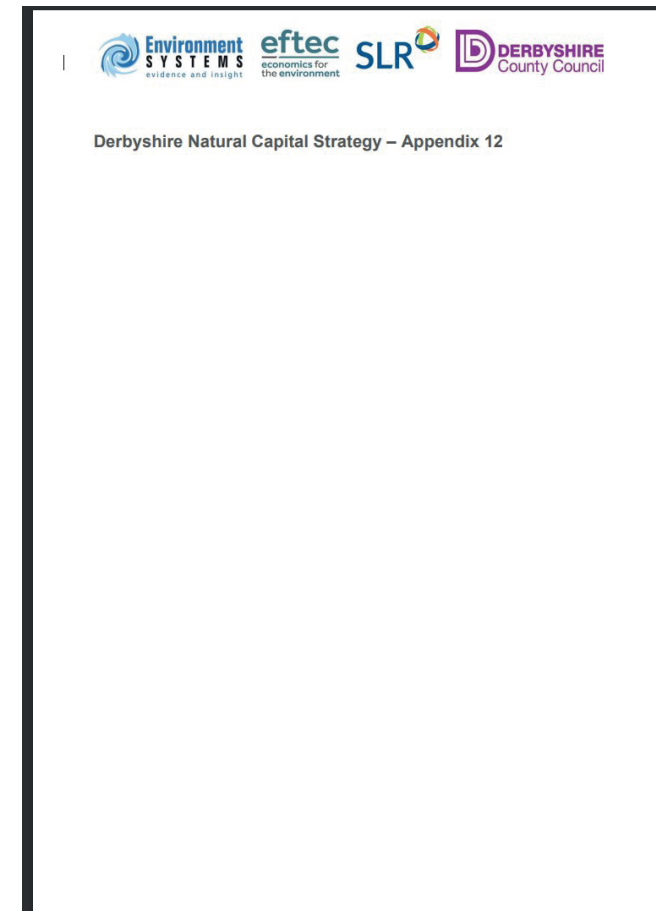 Environment
SYSTEMS
evidence and insight
eftec
economics for
the environment
SLR
DERBYSHIRE
County Council
Derbyshire Natural Capital Strategy – Appendix 12